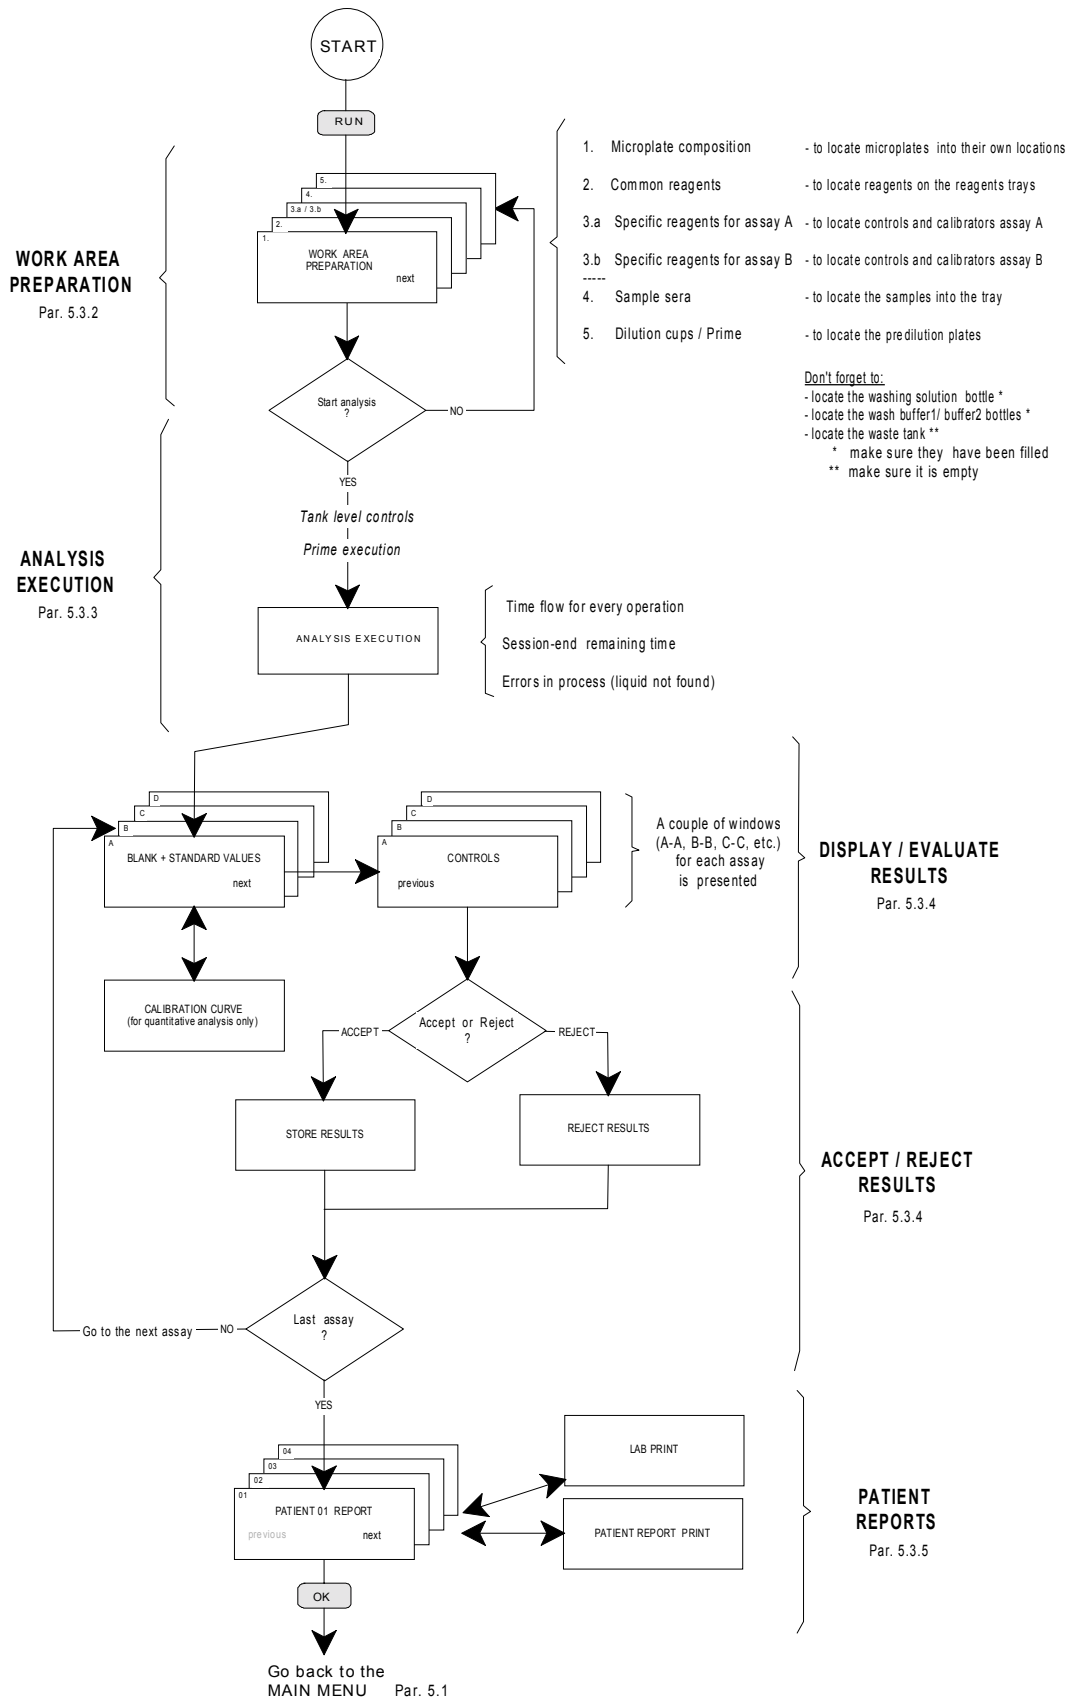 START
RUN
5.
4.
3.a / 3.b
2.
1.
WORK AREA
PREPARATION
next
WORK AREA
PREPARATION
Par. 5.3.2
1. Microplate composition - to locate microplates into their own locations
2. Common reagents - to locate reagents on the reagents trays
3.a Specific reagents for assay A - to locate controls and calibrators assay A
3.b Specific reagents for assay B - to locate controls and calibrators assay B
-----
4. Sample sera - to locate the samples into the tray
5. Dilution cups / Prime - to locate the predilution plates
Don't forget to:
- locate the washing solution bottle *
- locate the wash buffer1/ buffer2 bottles *
- locate the waste tank **
* make sure they have been filled
** make sure it is empty
Start analysis
?
NO
YES
Tank level controls
Prime execution
ANALYSIS
EXECUTION
Par. 5.3.3
ANALYSIS EXECUTION
Time flow for every operation
Session-end remaining time
Errors in process (liquid not found)
D
C
B
A
BLANK + STANDARD VALUES
next
D
C
B
A
CONTROLS
previous
A couple of windows
(A-A, B-B, C-C, etc.)
for each assay
is presented
DISPLAY / EVALUATE
RESULTS
Par. 5.3.4
CALIBRATION CURVE
(for quantitative analysis only)
Accept or Reject
?
ACCEPT
REJECT
STORE RESULTS
REJECT RESULTS
ACCEPT / REJECT
RESULTS
Par. 5.3.4
Last assay
?
Go to the next assay
NO
YES
04
03
02
01
PATIENT 01 REPORT
previous next
LAB PRINT
PATIENT REPORT PRINT
PATIENT
REPORTS
Par. 5.3.5
OK
Go back to the
MAIN MENU Par. 5.1